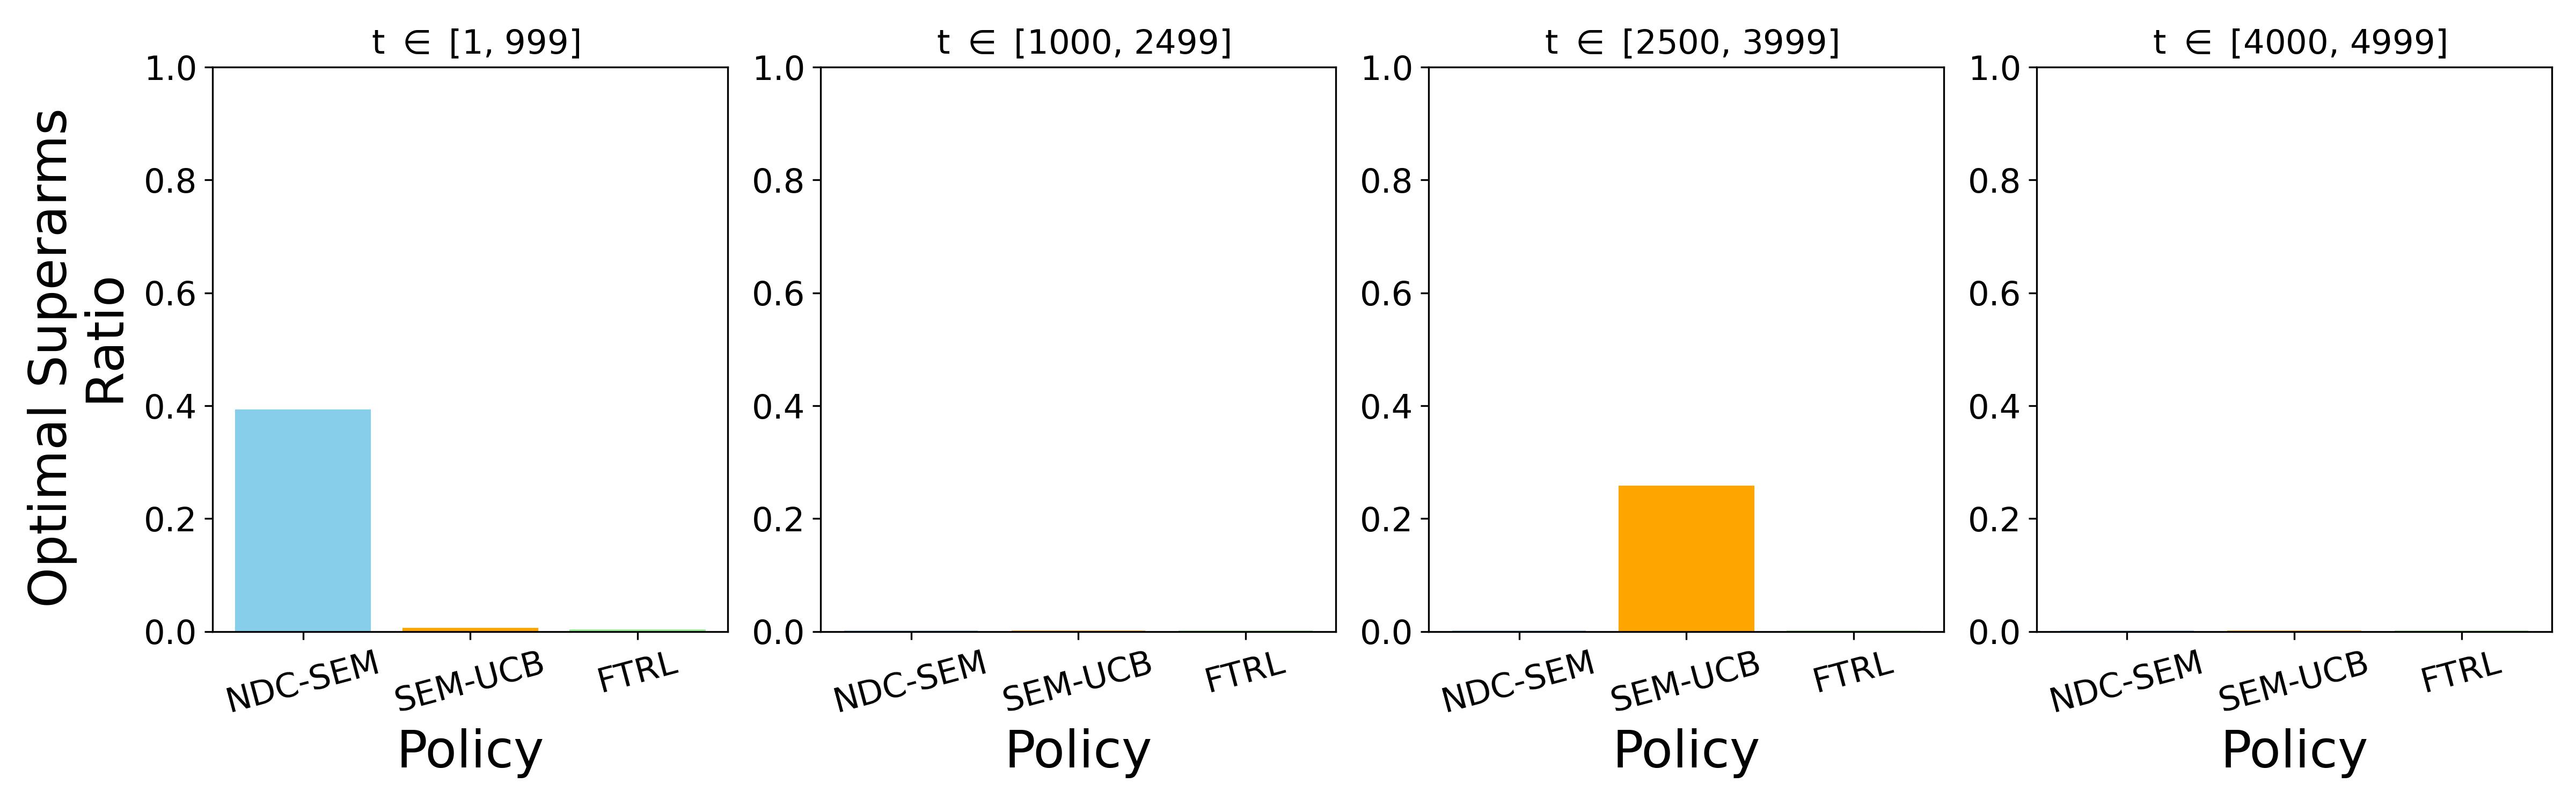 Optimal Superarms
Ratio
t ∈ [1, 999]
1.0
0.8
0.6
0.4
0.2
0.0
NDC-SEM SEM-UCB FTRL
Policy
t ∈ [1000, 2499]
1.0
0.8
0.6
0.4
0.2
0.0
NDC-SEM SEM-UCB FTRL
Policy
t ∈ [2500, 3999]
1.0
0.8
0.6
0.4
0.2
0.0
NDC-SEM SEM-UCB FTRL
Policy
t ∈ [4000, 4999]
1.0
0.8
0.6
0.4
0.2
0.0
NDC-SEM SEM-UCB FTRL
Policy